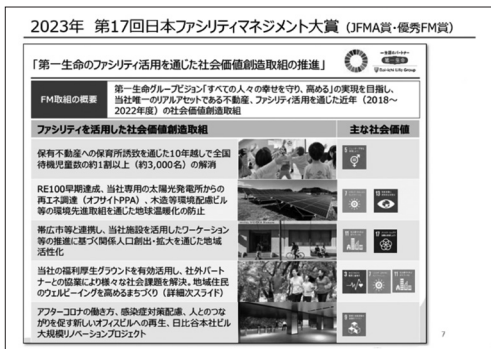 2023年 第17回日本ファシリティマネジメント大賞（JFMA賞・優秀FM賞）
「第一生命のファシリティ活用を通じた社会価値創造取組の推進」
一生涯のパートナー
第一生命
Dai-ichi Life Group
FM取組の概要
第一生命グループビジョン「すべての人々の幸せを守り、高める」の実現を目指し、
当社唯一のリアルアセットである不動産、ファシリティ活用を通じた近年（2018～
2022年度）の社会価値創造取組
ファシリティを活用した社会価値創造取組
主な社会価値
保有不動産への保育所誘致を通じた10年越しで全国
待機児童数の約1割以上（約3,000名）の解消
RE100早期達成、当社専用の太陽光発電所からの
再エネ調達（オフサイトPPA）、木造等環境配慮ビル
等の環境先進取組を通じた地球温暖化の防止
帯広市等と連携し、当社施設を活用したワーケーション
等の推進に基づく関係人口創出・拡大を通じた地域
活性化
当社の福利厚生グラウンドを有効活用し、社外パート
ナーとの協業により様々な社会課題を解決。地域住民
のウェルビーイングを高めるまちづくり（詳細次スライド）
アフターコロナの働き方、感染症対策配慮、人とのつな
がりを促す新しいオフィスビルへの再生、日比谷本社ビル
大規模リノベーションプロジェクト
7